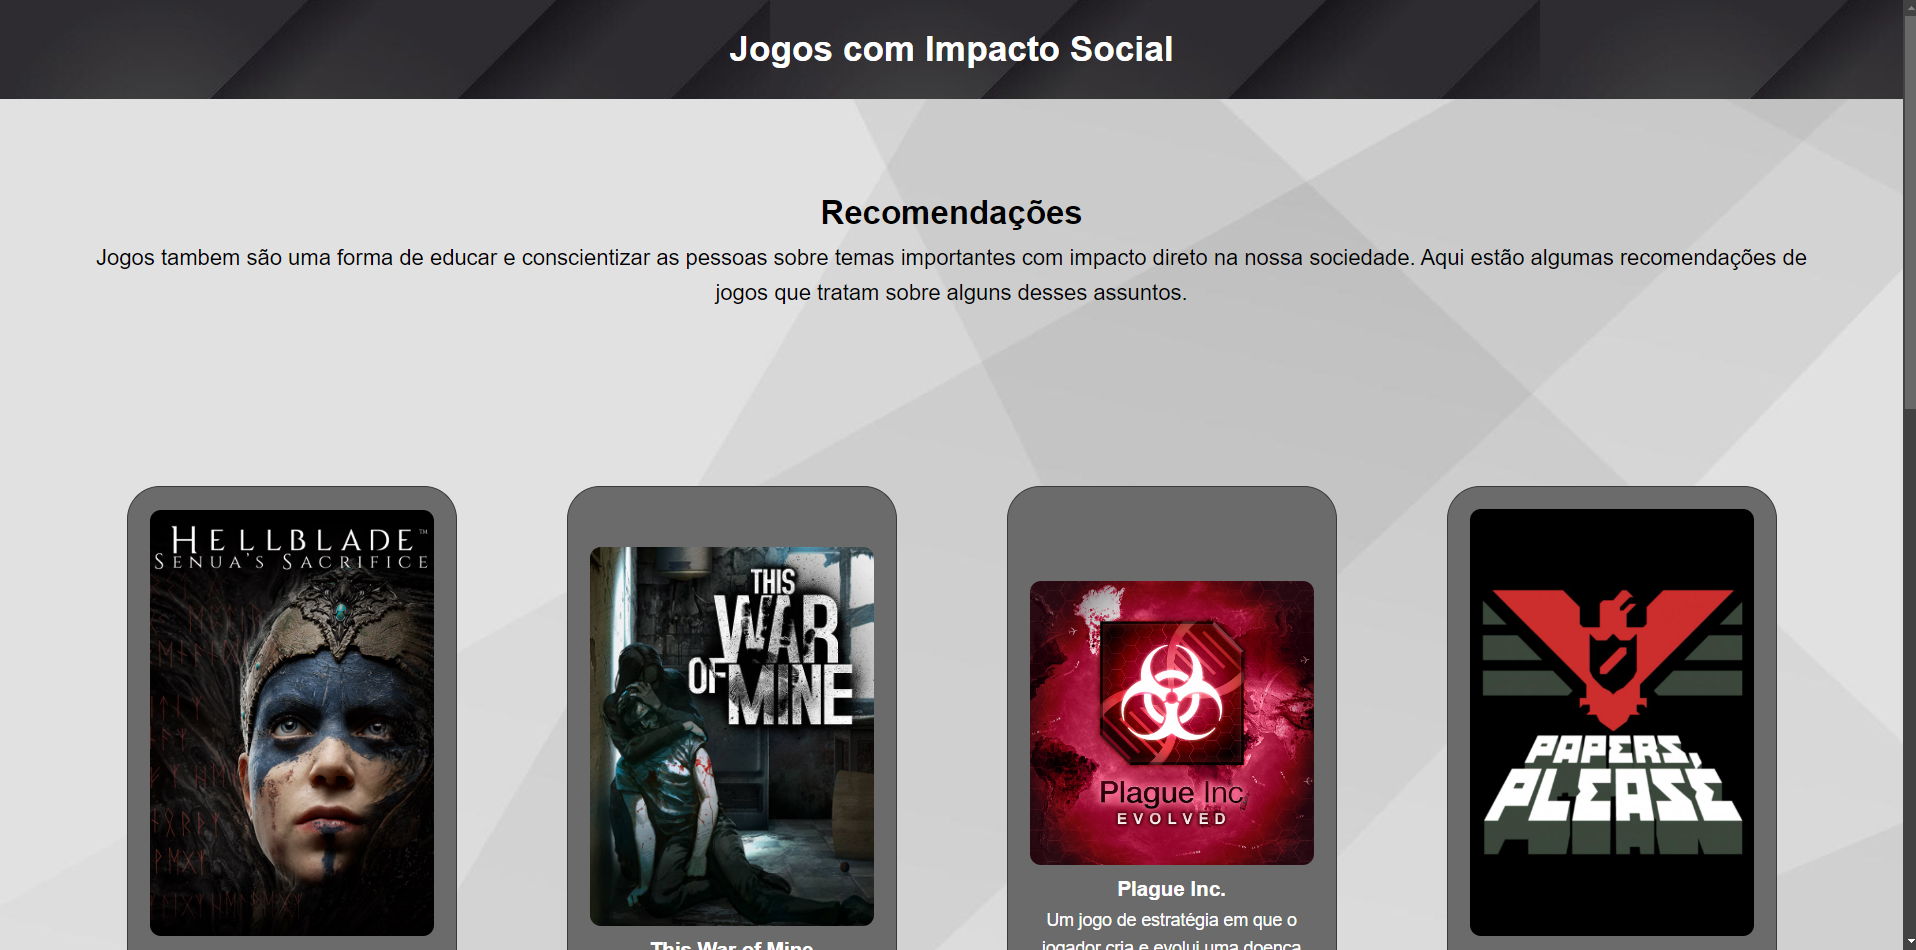 Jogos com Impacto Social
Recomendações
Jogos tambem são uma forma de educar e conscientizar as pessoas sobre temas importantes com impacto direto na nossa sociedade. Aqui estão algumas recomendações de
jogos que tratam sobre alguns desses assuntos.
HELLBLADE™
SENUA'S SACRIFICE
THIS
WAR
OF MINE
This War of Mine
Plague Inc
EVOLVED
Plague Inc.
Um jogo de estratégia em que o
jogador cria e evolui uma doença
PAPERS,
PLEASE